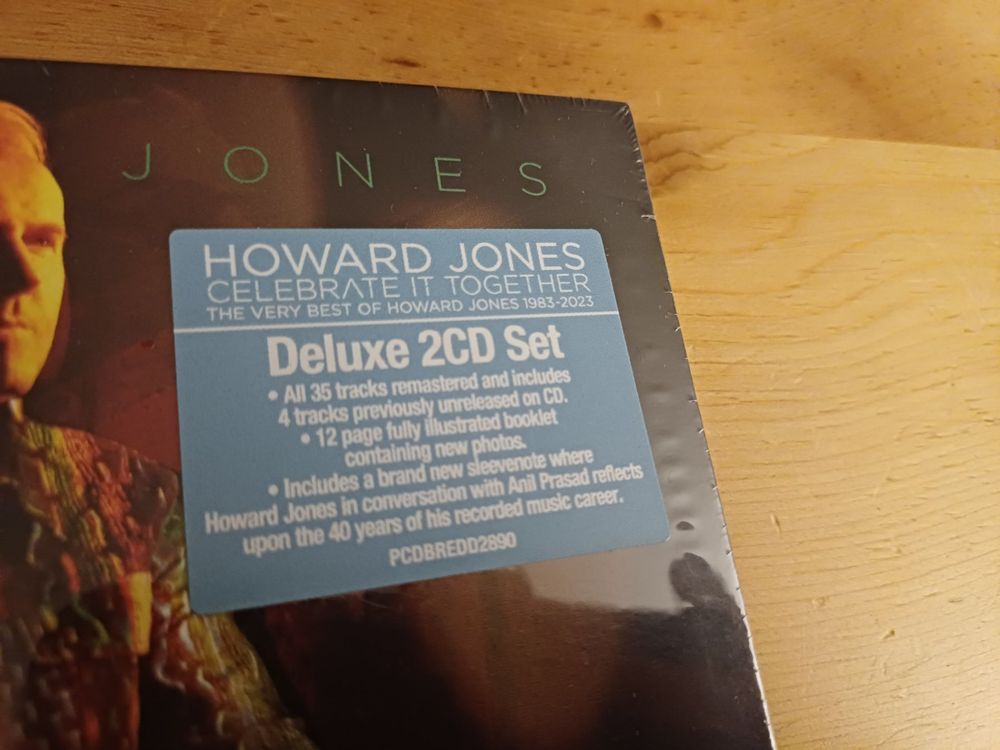 JONES
HOWARD JONES
CELEBRATE IT TOGETHER
THE VERY BEST OF HOWARD JONES 1983-2023
Deluxe 2CD Set
• All 35 tracks remastered and includes
4 tracks previously unreleased on CD.
• 12 page fully illustrated booklet
containing new photos.
• Includes a brand new sleevenote where
Howard Jones in conversation with Anil Prasad reflects
upon the 40 years of his recorded music career.
PCDBREDD2890